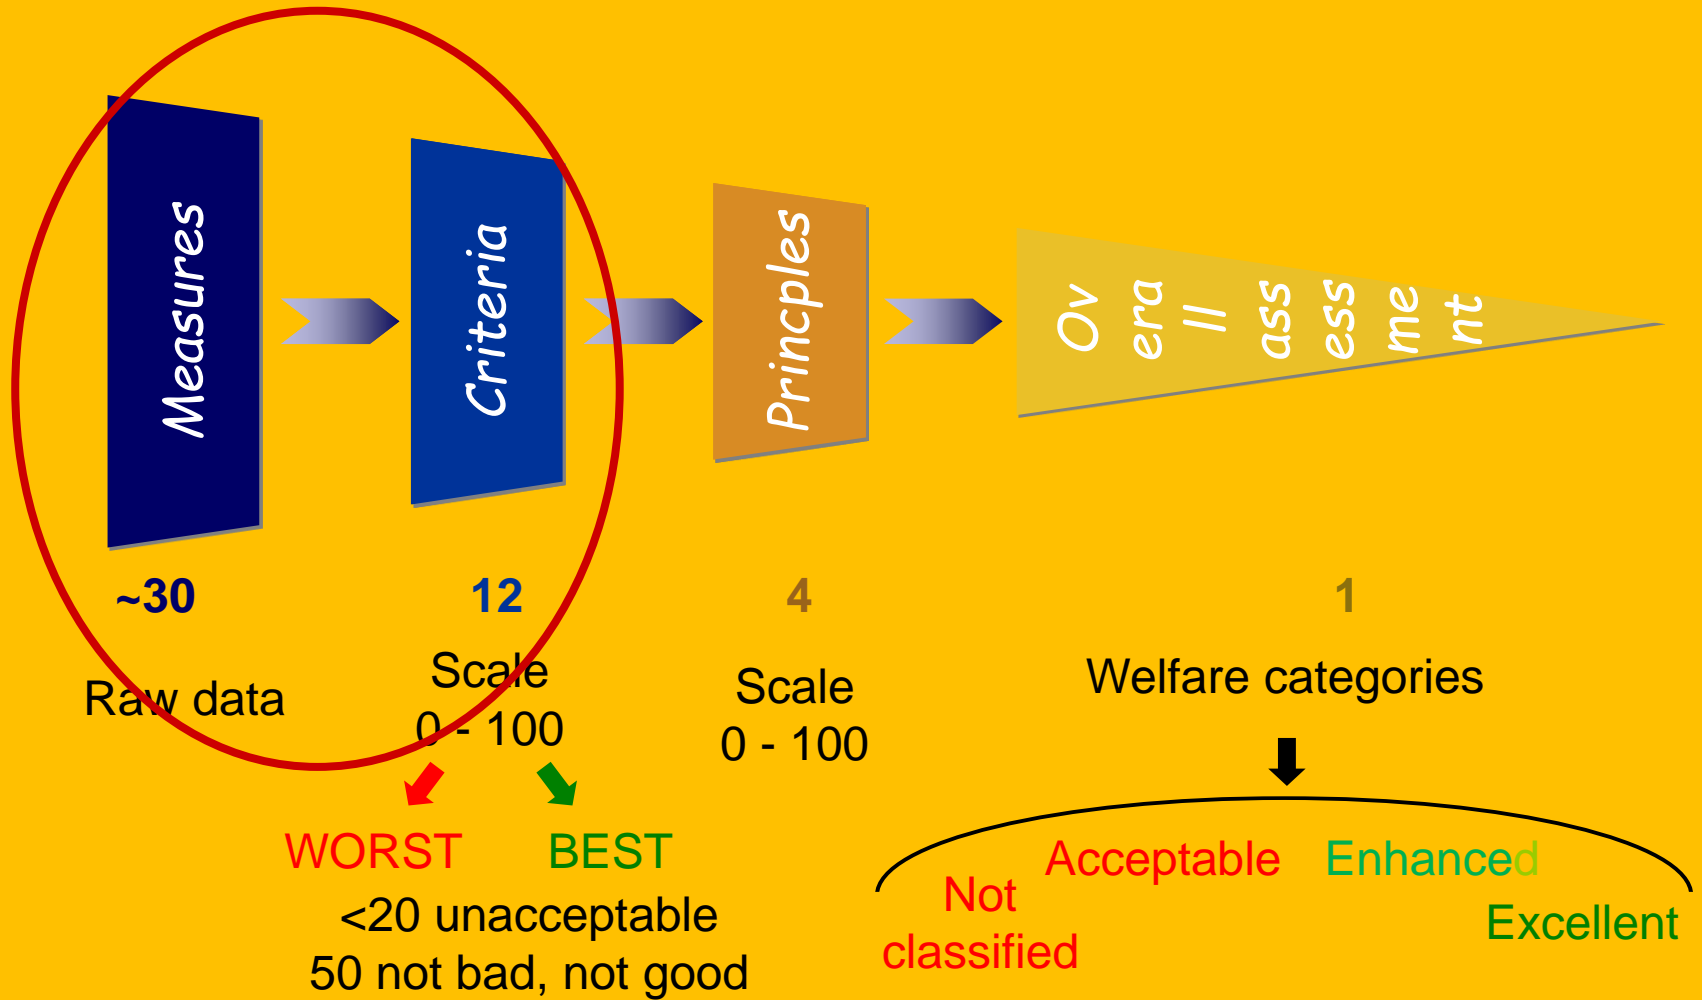 Measures
Criteria
Princples
Ov
era
ll
ass
ess
me
nt
~30
12
4
1
Raw data
Scale
0 - 100
Scale
0 - 100
Welfare categories
WORST
BEST
<20 unacceptable
50 not bad, not good
Not
classified
Acceptable
Enhanced
Excellent